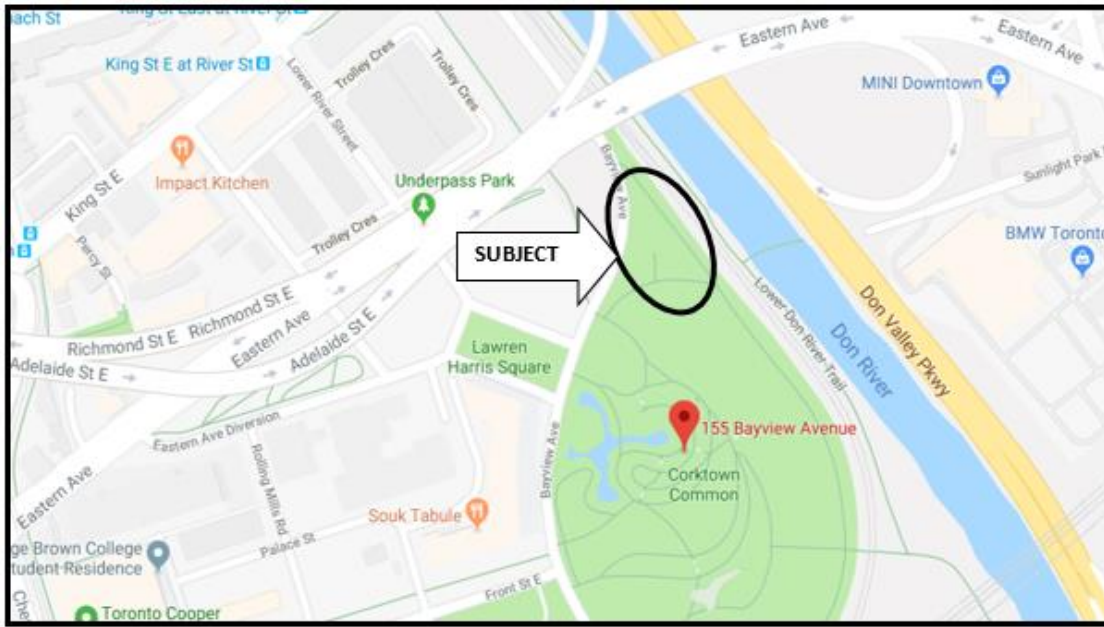 King St E at River St
Trolley Cres
Trolley Cres
Lower River Street
Impact Kitchen
King St E
Percy St
Trolley Cres
Underpass Park
Eastern Ave
Eastern Ave
MINI Downtown
Sunlight Park
BMW Toronto
Bayview Ave
SUBJECT
Richmond St E
Richmond St E
Adelaide St E
Eastern Ave
Adelaide St E
Lawren
Harris Square
Lower Don River Trail
Don River
Don Valley Pkwy
155 Bayview Avenue
Corktown
Common
Bayview Ave
Eastern Ave Diversion
Eastern Ave
Rolling Mills Rd
Palace St
Souk Tabule
Front St E
ge Brown College
tudent Residence
Toronto Cooper